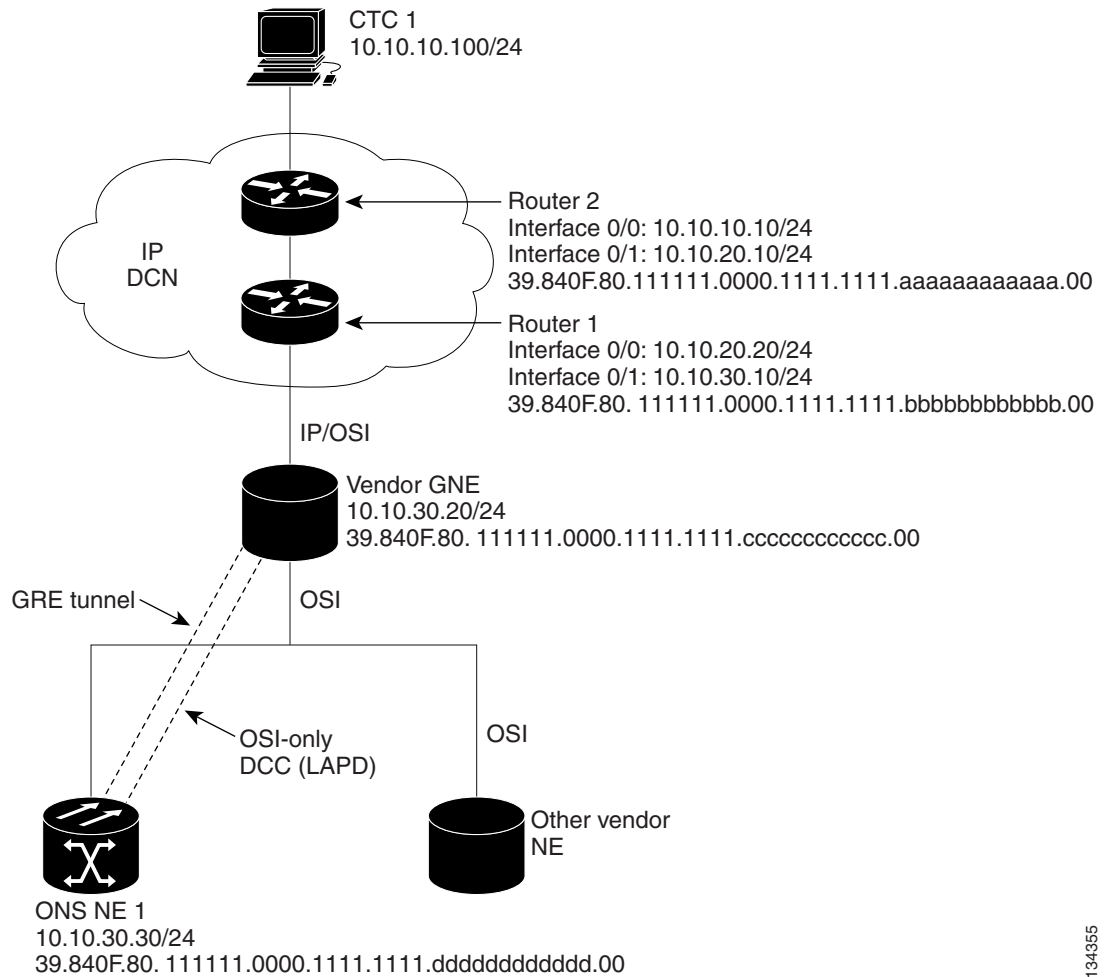 CTC 1
10.10.10.100/24
IP
DCN
Router 2
Interface 0/0: 10.10.10.10/24
Interface 0/1: 10.10.20.10/24
39.840F.80.111111.0000.1111.1111.aaaaaaaaaaaa.00
Router 1
Interface 0/0: 10.10.20.20/24
Interface 0/1: 10.10.30.10/24
39.840F.80. 111111.0000.1111.1111.bbbbbbbbbbbb.00
IP/OSI
Vendor GNE
10.10.30.20/24
39.840F.80. 111111.0000.1111.1111.cccccccccccc.00
GRE tunnel
OSI
OSI-only
DCC (LAPD)
OSI
Other vendor
NE
ONS NE 1
10.10.30.30/24
39.840F.80. 111111.0000.1111.1111.dddddddddddd.00
134355